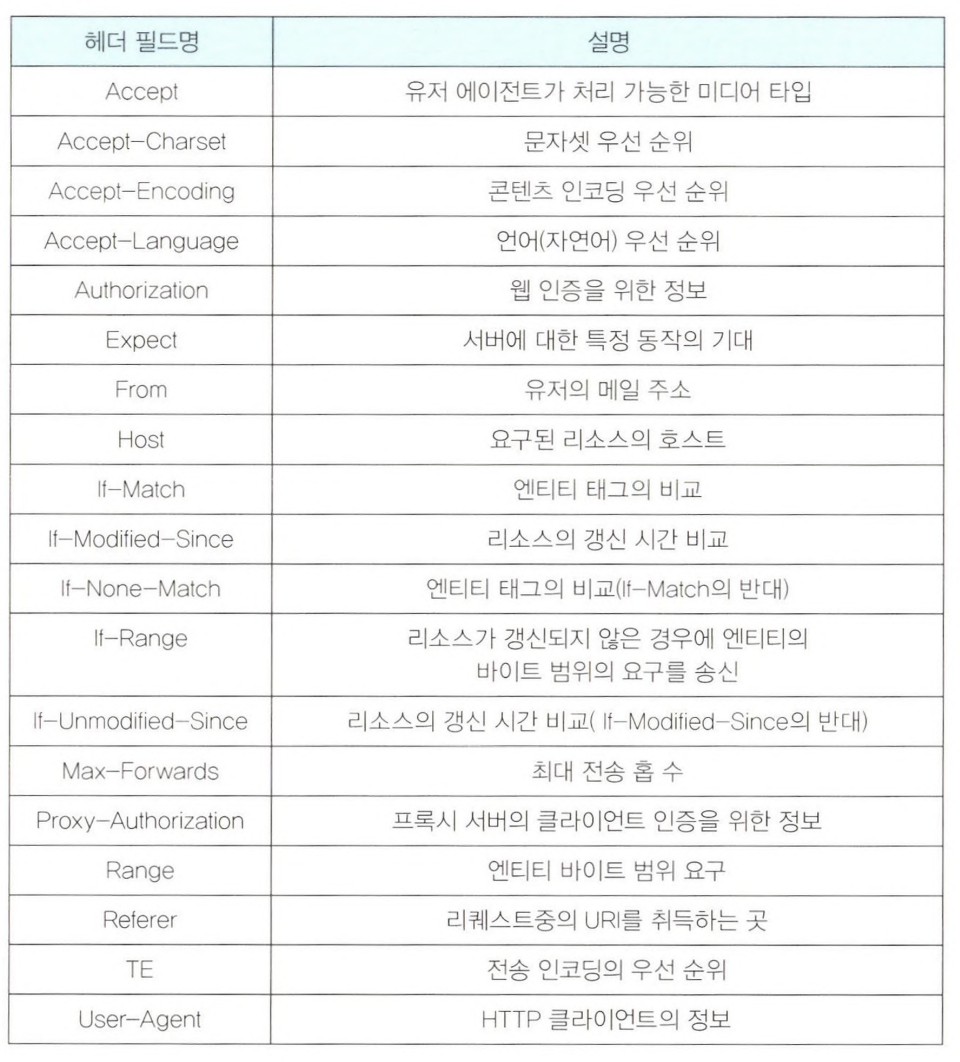 헤더 필드명 설명
Accept 유저 에이전트가 처리 가능한 미디어 타입
Accept-Charset 문자셋 우선 순위
Accept-Encoding 콘텐츠 인코딩 우선 순위
Accept-Language 언어(자연어) 우선 순위
Authorization 웹 인증을 위한 정보
Expect 서버에 대한 특정 동작의 기대
From 유저의 메일 주소
Host 요구된 리소스의 호스트
If-Match 엔티티 태그의 비교
If-Modified-Since 리소스의 갱신 시간 비교
If-None-Match 엔티티 태그의 비교(If-Match의 반대)
If-Range 리소스가 갱신되지 않은 경우에 엔티티의
바이트 범위의 요구를 송신
If-Unmodified-Since 리소스의 갱신 시간 비교( If-Modified-Since의 반대)
Max-Forwards 최대 전송 홉 수
Proxy-Authorization 프록시 서버의 클라이언트 인증을 위한 정보
Range 엔티티 바이트 범위 요구
Referer 리퀘스트중의 URI를 취득하는 곳
TE 전송 인코딩의 우선 순위
User-Agent HTTP 클라이언트의 정보